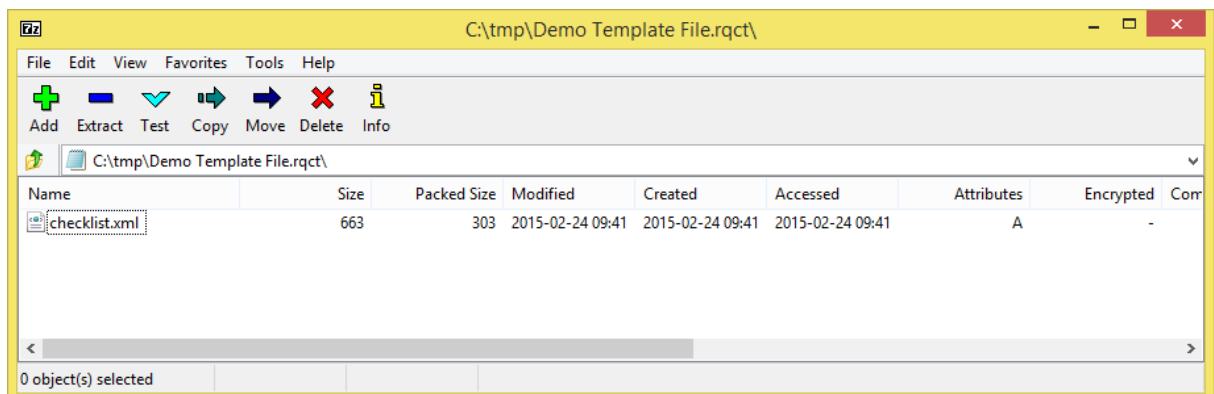 7z C:\tmp\Demo Template File.rqct\
File Edit View Favorites Tools Help
Add Extract Test Copy Move Delete Info
C:\tmp\Demo Template File.rqct\
Name Size Packed Size Modified Created Accessed Attributes Encrypted Com
checklist.xml 663 303 2015-02-24 09:41 2015-02-24 09:41 2015-02-24 09:41 A -
0 object(s) selected